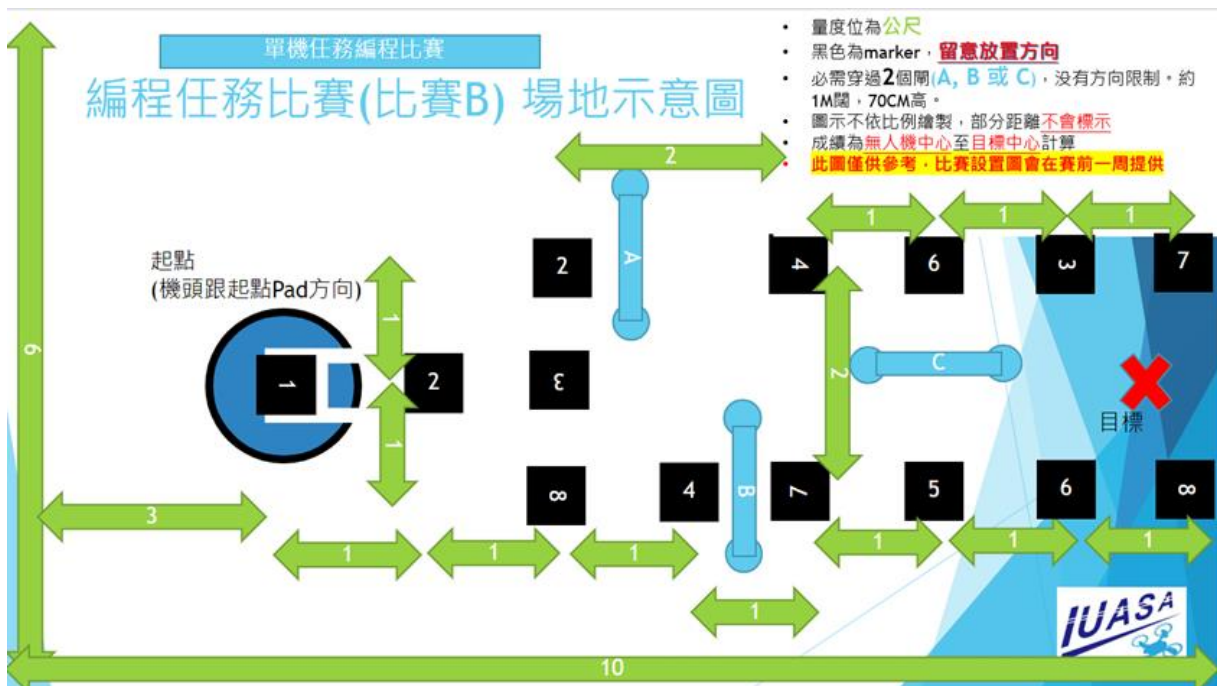 單機任務編程比賽
編程任務比賽(比賽B) 場地示意圖
• 量度位為公尺
• 黑色為marker，留意放置方向
• 必需穿過2個閘(A, B 或 C)，没有方向限制。約
1M闊，70CM高。
• 圖示不依比例繪製，部分距離不會標示
• 成績為無人機中心至目標中心計算
• 此圖僅供參考，比賽設置圖會在賽前一周提供
2
1 1 1
起點
(機頭跟起點Pad方向)
2 A 4 6 3 7
6
1
1 2 3 2 C
1
目標
8 4 B 7 5 6 8
3
1 1 1 1 1 1
1
10
IUASA